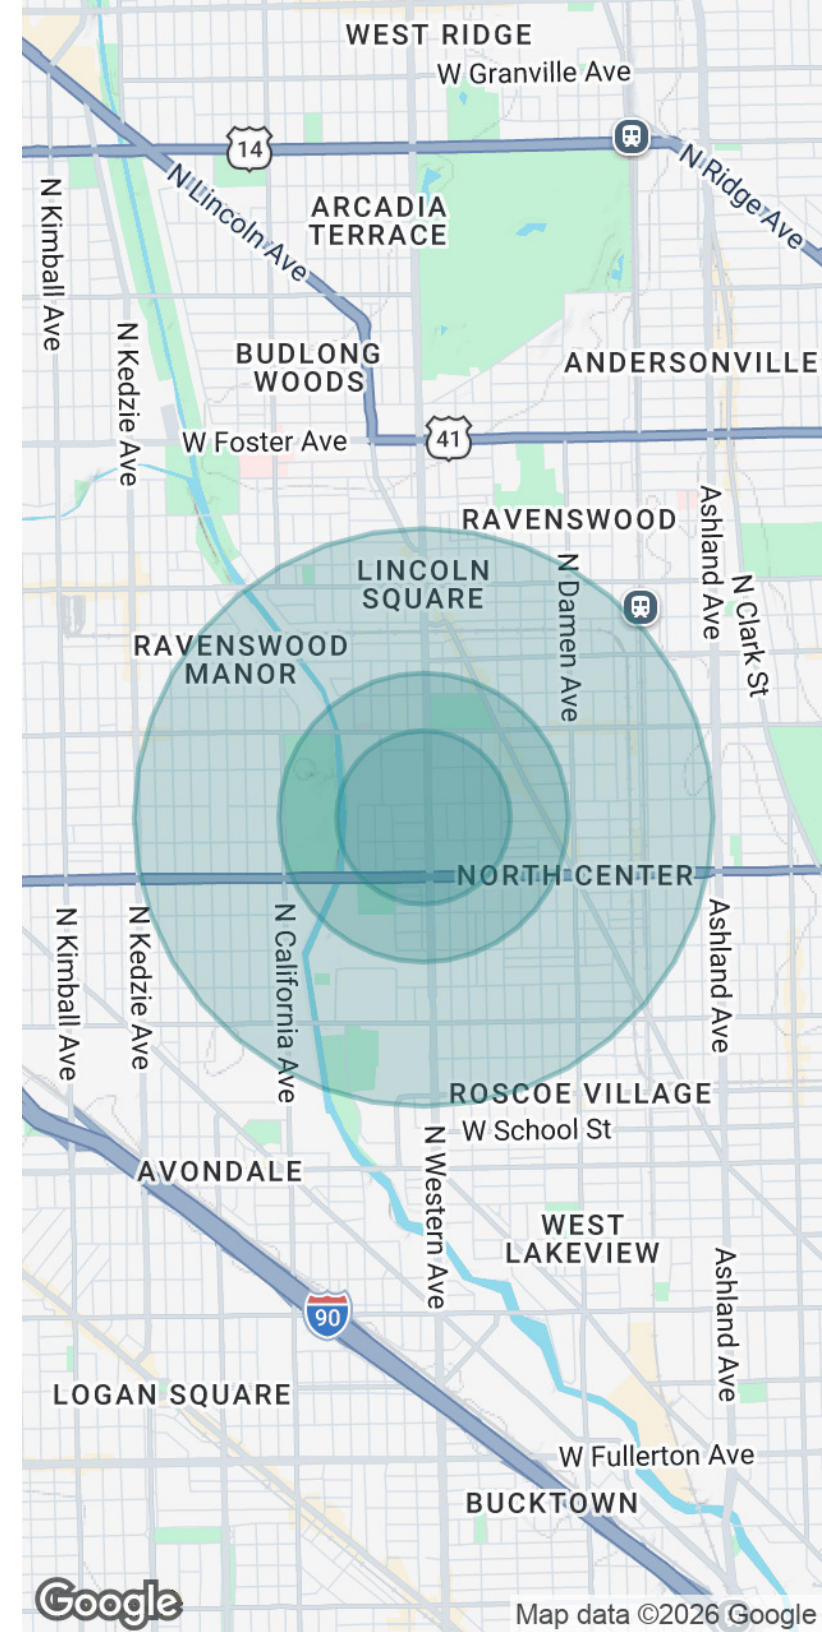 WEST RIDGE
W Granville Ave
14
N Ridge Ave
N Lincoln Ave
N Kimball Ave
ARCADIA
TERRACE
N Kedzie Ave
BUDLONG
WOODS
ANDERSONVILLE
W Foster Ave
41
RAVENSWOOD
Ashland Ave
LINCOLN
SQUARE
N Damen Ave
N Clark St
RAVENSWOOD
MANOR
NORTH CENTER
N Kimball Ave
N Kedzie Ave
N California Ave
Ashland Ave
ROSCOE VILLAGE
W School St
N Western Ave
AVONDALE
WEST
LAKEVIEW
Ashland Ave
90
LOGAN SQUARE
W Fullerton Ave
BUCKTOWN
Google
Map data ©2026 Google